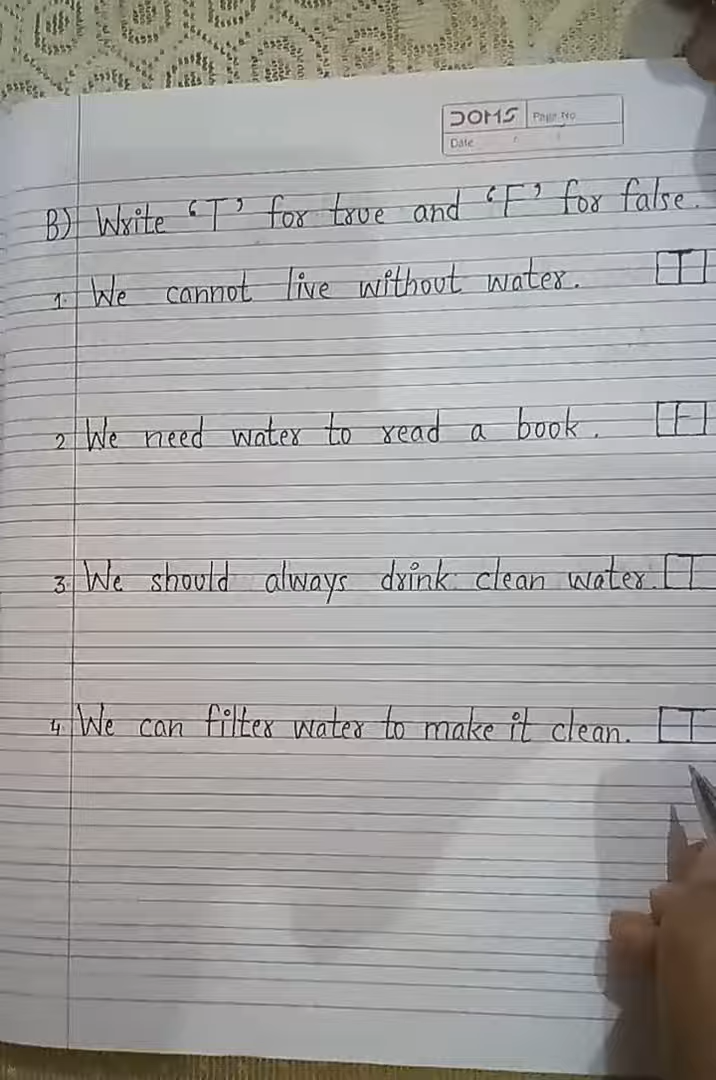 DOMS
Page No
Date
B) Write 'T' for true and 'F' for false.
1. We cannot live without water. T
2 We need water to read a book. F
3. We should always drink clean water. T
4. We can filter water to make it clean. T